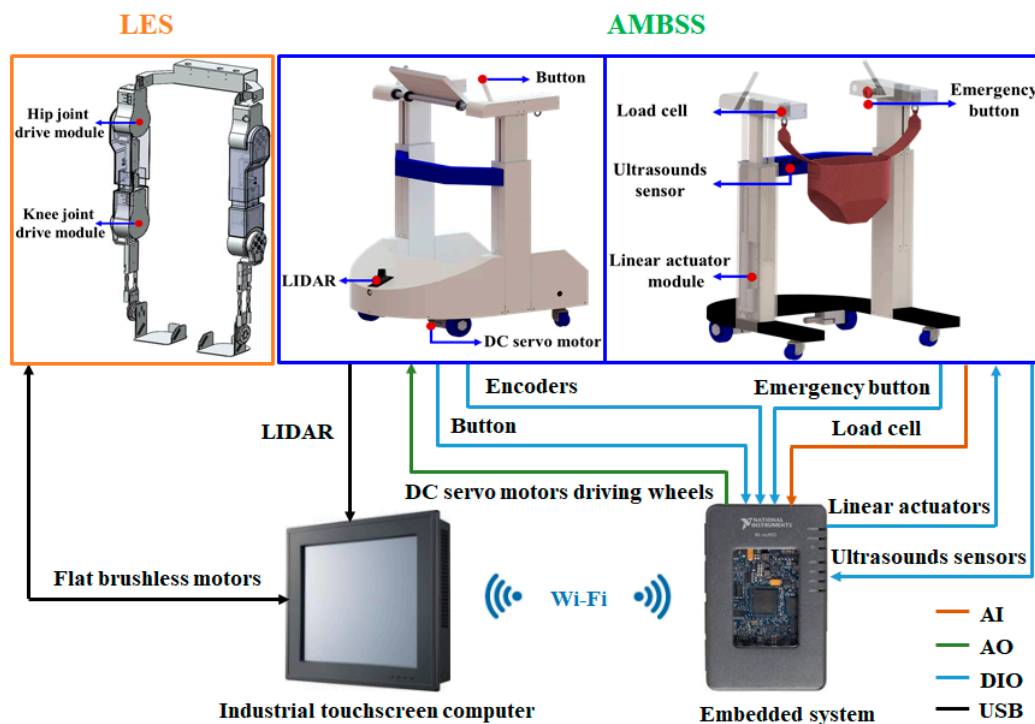 LES
AMBSS
Hip joint
drive module
Knee joint
drive module
Button
LIDAR
DC servo motor
Load cell
Emergency
button
Ultrasounds
sensor
Linear actuator
module
Encoders
Emergency button
LIDAR
Button
Load cell
DC servo motors driving wheels
Linear actuators
Ultrasounds sensors
Flat brushless motors
Wi-Fi
NATIONAL
INSTRUMENTS
AI
AO
DIO
USB
Industrial touchscreen computer
Embedded system